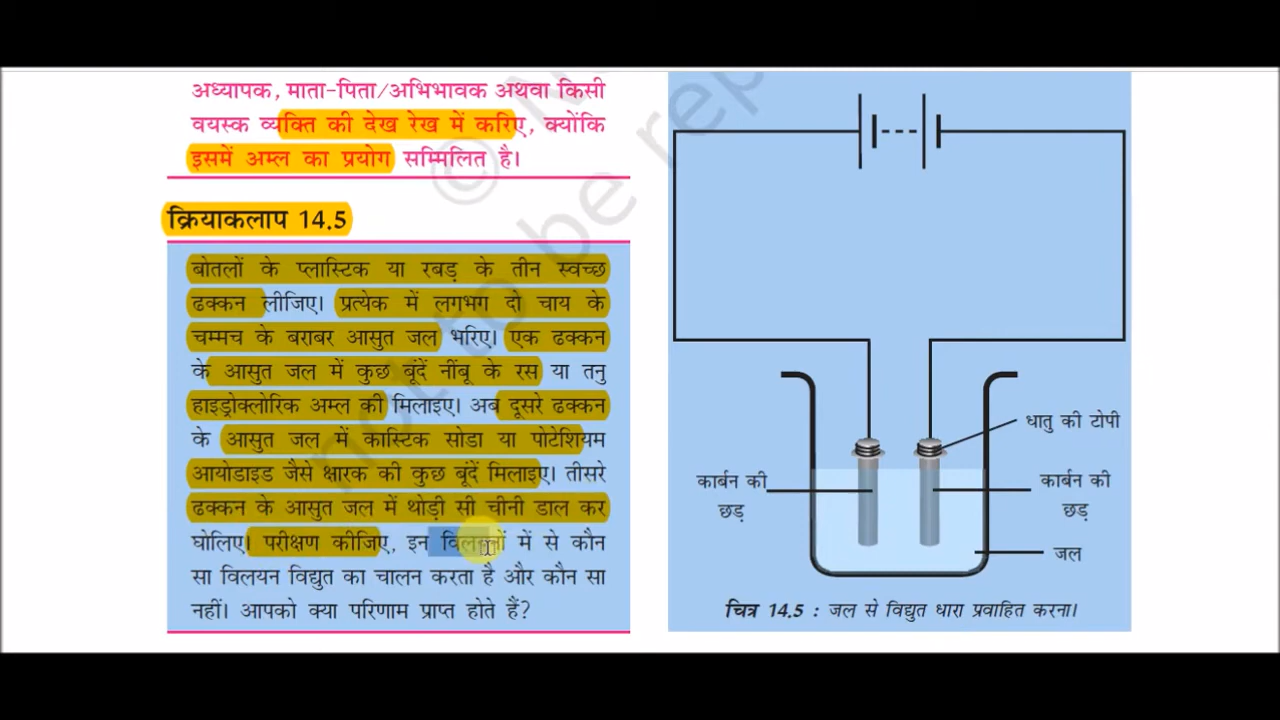 अध्यापक, माता-पिता/अभिभावक अथवा किसी
वयस्क व्यक्ति की देख रेख में करिए, क्योंकि
इसमें अम्ल का प्रयोग सम्मिलित है।
क्रियाकलाप 14.5
बोतलों के प्लास्टिक या रबड़ के तीन स्वच्छ
ढक्कन लीजिए। प्रत्येक में लगभग दो चाय के
चम्मच के बराबर आसुत जल भरिए। एक ढक्कन
के आसुत जल में कुछ बूंदें नींबू के रस या तनु
हाइड्रोक्लोरिक अम्ल की मिलाइए। अब दूसरे ढक्कन
के आसुत जल में कास्टिक सोडा या पोटेशियम
आयोडाइड जैसे क्षारक की कुछ बूंदें मिलाइए। तीसरे
ढक्कन के आसुत जल में थोड़ी सी चीनी डाल कर
घोलिए। परीक्षण कीजिए, इन विलयनों में से कौन
सा विलयन विद्युत का चालन करता है और कौन सा
नहीं। आपको क्या परिणाम प्राप्त होते हैं?
धातु की टोपी
कार्बन की
छड़
कार्बन की
छड़
जल
चित्र 14.5 : जल से विद्युत धारा प्रवाहित करना।
© N
not to be rep